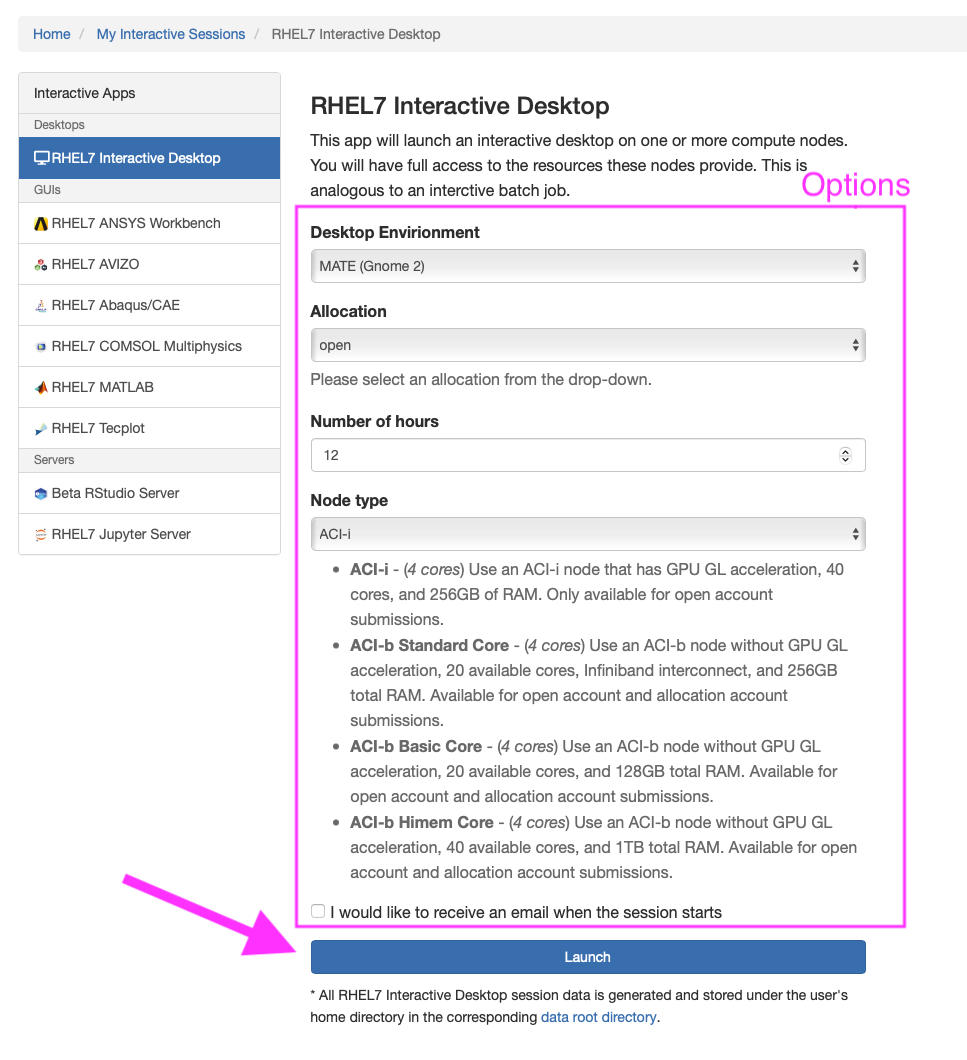 Home / My Interactive Sessions / RHEL7 Interactive Desktop
Interactive Apps
Desktops
RHEL7 Interactive Desktop
GUIs
RHEL7 ANSYS Workbench
RHEL7 AVIZO
RHEL7 Abaqus/CAE
RHEL7 COMSOL Multiphysics
RHEL7 MATLAB
RHEL7 Tecplot
Servers
Beta RStudio Server
RHEL7 Jupyter Server
RHEL7 Interactive Desktop
This app will launch an interactive desktop on one or more compute nodes.
You will have full access to the resources these nodes provide. This is
analogous to an interctive batch job.
Options
Desktop Envirionment
MATE (Gnome 2)
Allocation
open
Please select an allocation from the drop-down.
Number of hours
12
Node type
ACI-i
• ACI-i - (4 cores) Use an ACI-i node that has GPU GL acceleration, 40
cores, and 256GB of RAM. Only available for open account
submissions.
• ACI-b Standard Core - (4 cores) Use an ACI-b node without GPU GL
acceleration, 20 available cores, Infiniband interconnect, and 256GB
total RAM. Available for open account and allocation account
submissions.
• ACI-b Basic Core - (4 cores) Use an ACI-b node without GPU GL
acceleration, 20 available cores, and 128GB total RAM. Available for
open account and allocation account submissions.
• ACI-b Himem Core - (4 cores) Use an ACI-b node without GPU GL
acceleration, 40 available cores, and 1TB total RAM. Available for open
account and allocation account submissions.
I would like to receive an email when the session starts
Launch
* All RHEL7 Interactive Desktop session data is generated and stored under the user's
home directory in the corresponding data root directory.